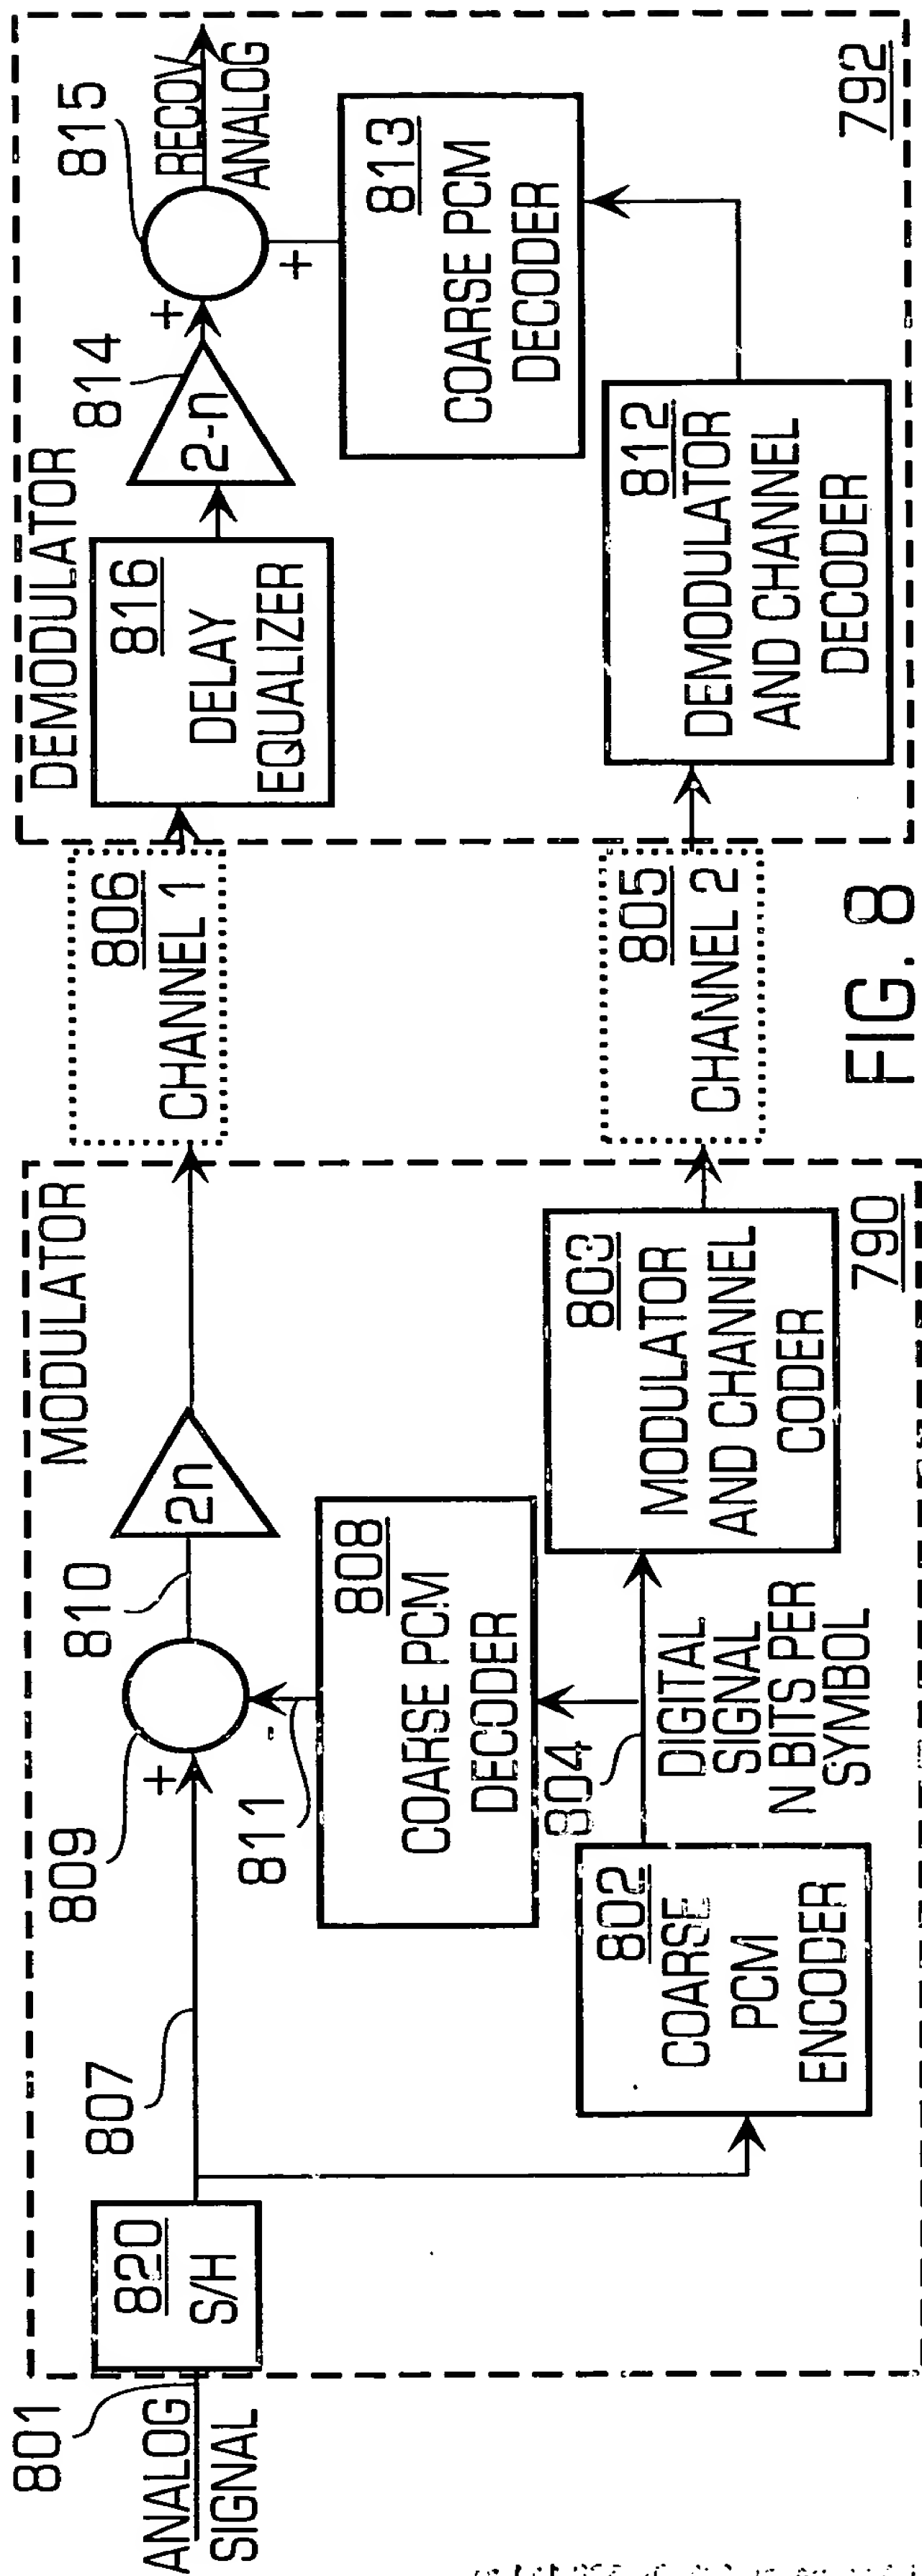 MODULATOR
801
ANALOG
SIGNAL
820
S/H
807
809
+
-
811
810
2n
808
COARSE PCM
DECODER
802
COARSE
PCM
ENCODER
804
DIGITAL
SIGNAL
N BITS PER
SYMBOL
803
MODULATOR
AND CHANNEL
CODER
790
806
CHANNEL 1
805
CHANNEL 2
DEMODULATOR
816
DELAY
EQUALIZER
814
2-n
+
815
+
RECOV
ANALOG
813
COARSE PCM
DECODER
812
DEMODULATOR
AND CHANNEL
DECODER
792
FIG. 8